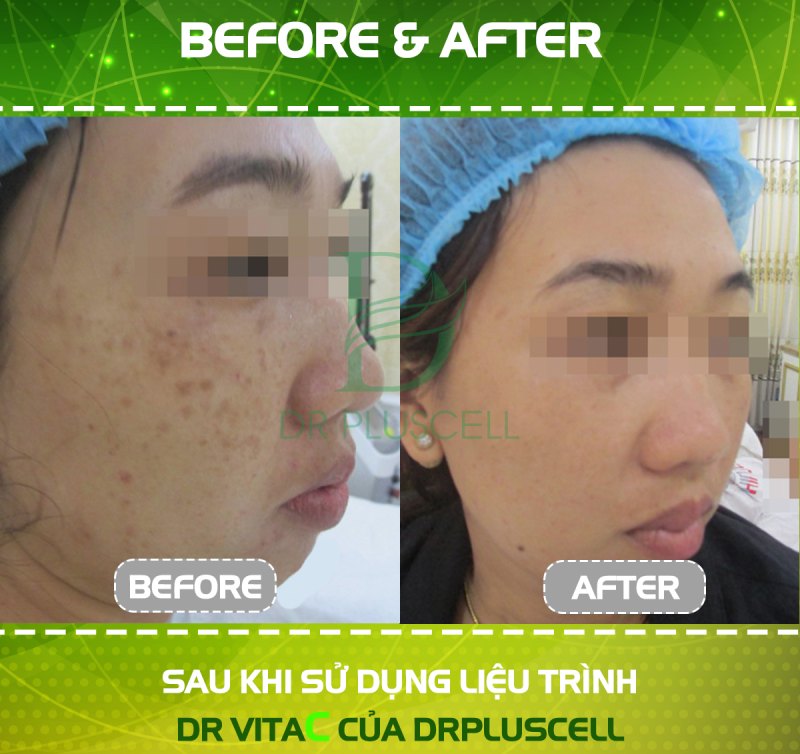 BEFORE & AFTER
DR PLUSCELL
BEFORE
AFTER
SAU KHI SỬ DỤNG LIỆU TRÌNH
DR VITAC CỦA DRPLUSCELL